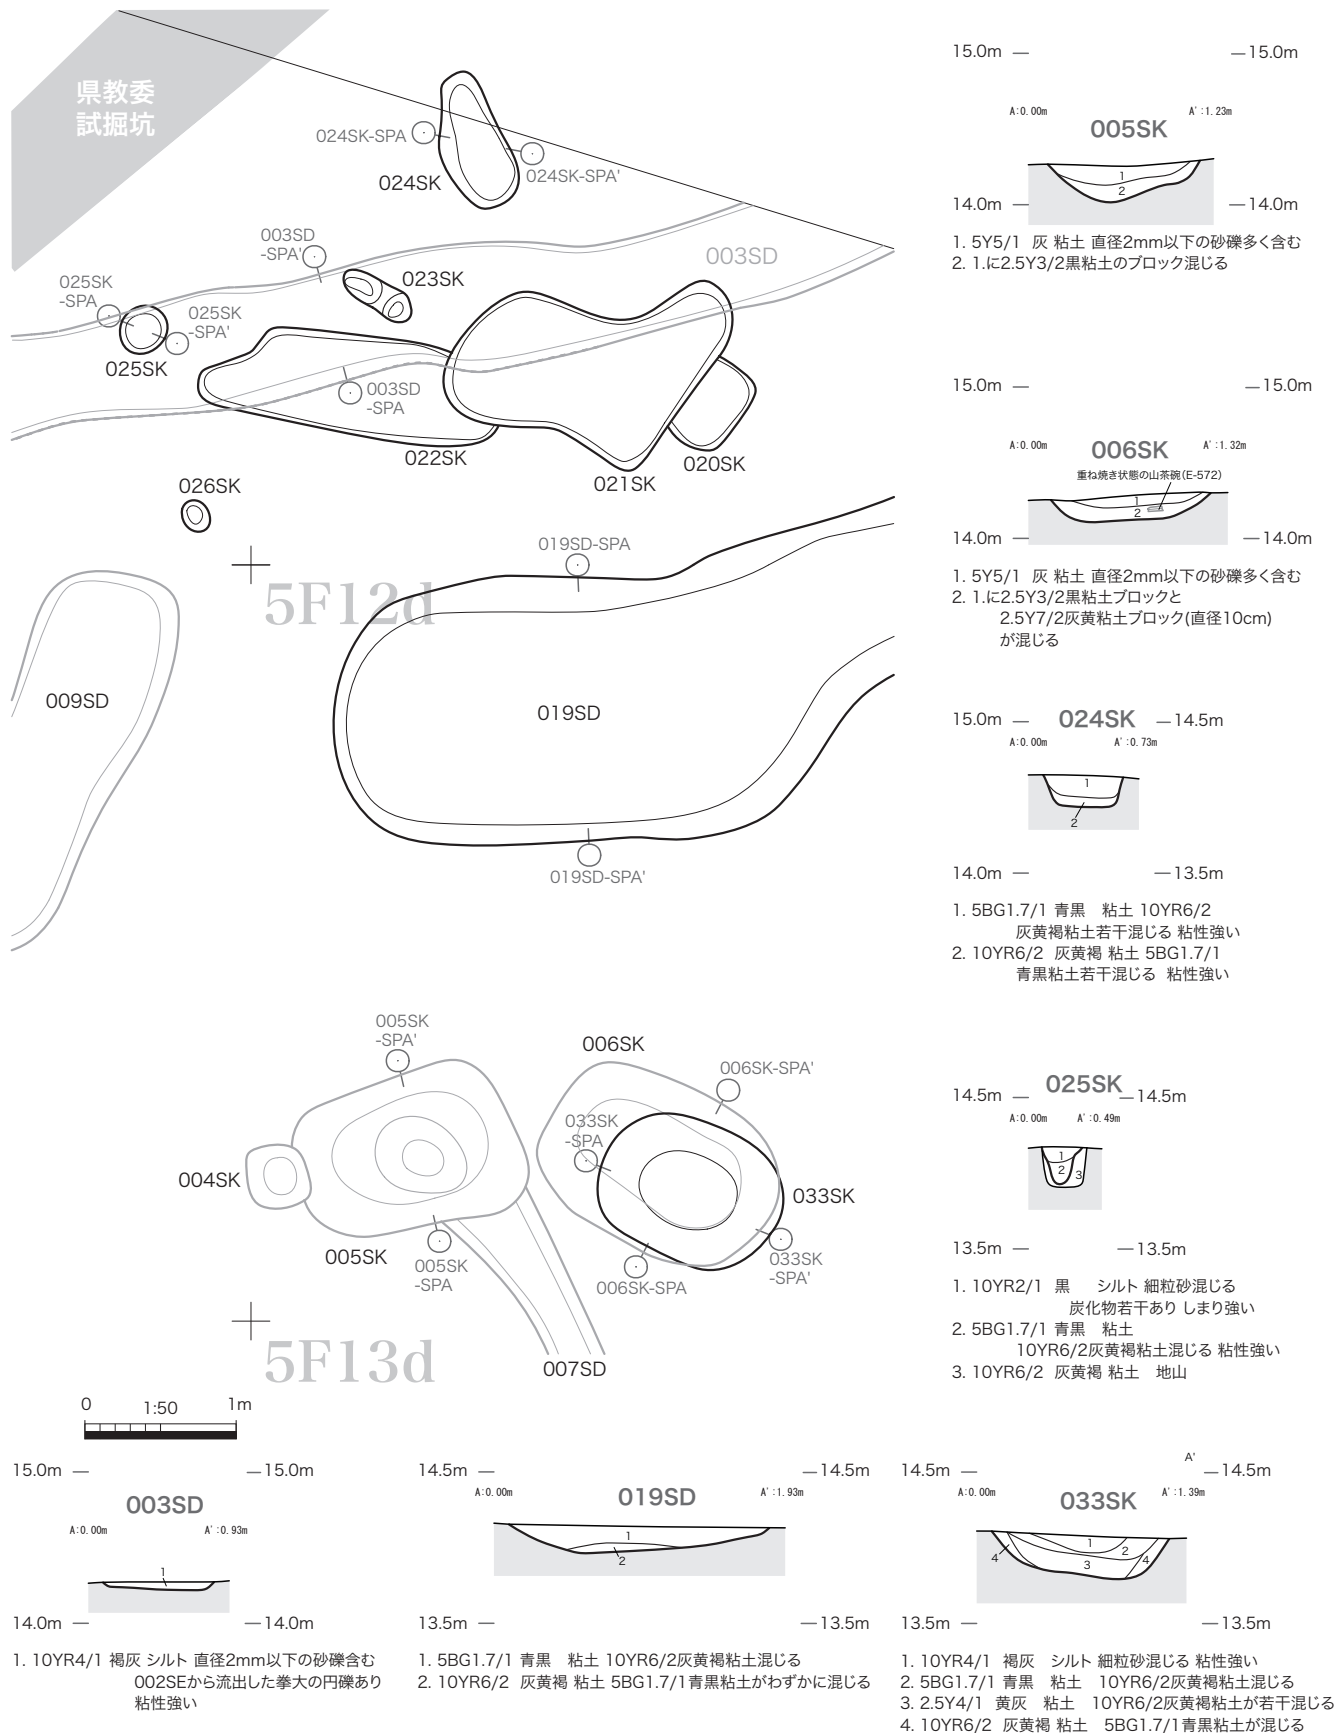 県教委
試掘坑
024SK-SPA
024SK
024SK-SPA'
003SD
-SPA'
003SD
023SK
025SK
-SPA
025SK
-SPA'
025SK
003SD
-SPA
022SK
020SK
021SK
026SK
019SD-SPA
5F12d
009SD
019SD
019SD-SPA'
005SK
-SPA'
006SK
006SK-SPA'
033SK
-SPA
004SK
033SK
005SK
005SK
-SPA
006SK-SPA
033SK
-SPA'
5F13d
007SD
0 1:50 1m
15.0m 15.0m
A:0.00m A':1.23m
005SK
1
2
14.0m 14.0m
1. 5Y5/1 灰 粘土 直径2mm以下の砂礫多く含む
2. 1.に2.5Y3/2黒粘土のブロック混じる
15.0m 15.0m
A:0.00m 006SK A':1.32m
重ね焼き状態の山茶碗(E-572)
1
2
14.0m 14.0m
1. 5Y5/1 灰 粘土 直径2mm以下の砂礫多く含む
2. 1.に2.5Y3/2黒粘土ブロックと
2.5Y7/2灰黄粘土ブロック(直径10cm)
が混じる
15.0m 024SK 14.5m
A:0.00m A':0.73m
1
2
14.0m 13.5m
1. 5BG1.7/1 青黒 粘土 10YR6/2
灰黄褐粘土若干混じる 粘性強い
2. 10YR6/2 灰黄褐 粘土 5BG1.7/1
青黒粘土若干混じる 粘性強い
14.5m 025SK 14.5m
A:0.00m A':0.49m
1
2 3
13.5m 13.5m
1. 10YR2/1 黒 シルト 細粒砂混じる
炭化物若干あり しまり強い
2. 5BG1.7/1 青黒 粘土
10YR6/2灰黄褐粘土混じる 粘性強い
3. 10YR6/2 灰黄褐 粘土 地山
15.0m 15.0m
003SD
A:0.00m A':0.93m
1
14.0m 14.0m
1. 10YR4/1 褐灰 シルト 直径2mm以下の砂礫含む
002SEから流出した拳大の円礫あり
粘性強い
14.5m 14.5m
A:0.00m 019SD A':1.93m
1
2
13.5m 13.5m
1. 5BG1.7/1 青黒 粘土 10YR6/2灰黄褐粘土混じる
2. 10YR6/2 灰黄褐 粘土 5BG1.7/1青黒粘土がわずかに混じる
A'
14.5m 14.5m
A:0.00m 033SK A':1.39m
1 2
4 3 4
13.5m 13.5m
1. 10YR4/1 褐灰 シルト 細粒砂混じる 粘性強い
2. 5BG1.7/1 青黒 粘土 10YR6/2灰黄褐粘土混じる
3. 2.5Y4/1 黄灰 粘土 10YR6/2灰黄褐粘土が若干混じる
4. 10YR6/2 灰黄褐 粘土 5BG1.7/1青黒粘土が混じる